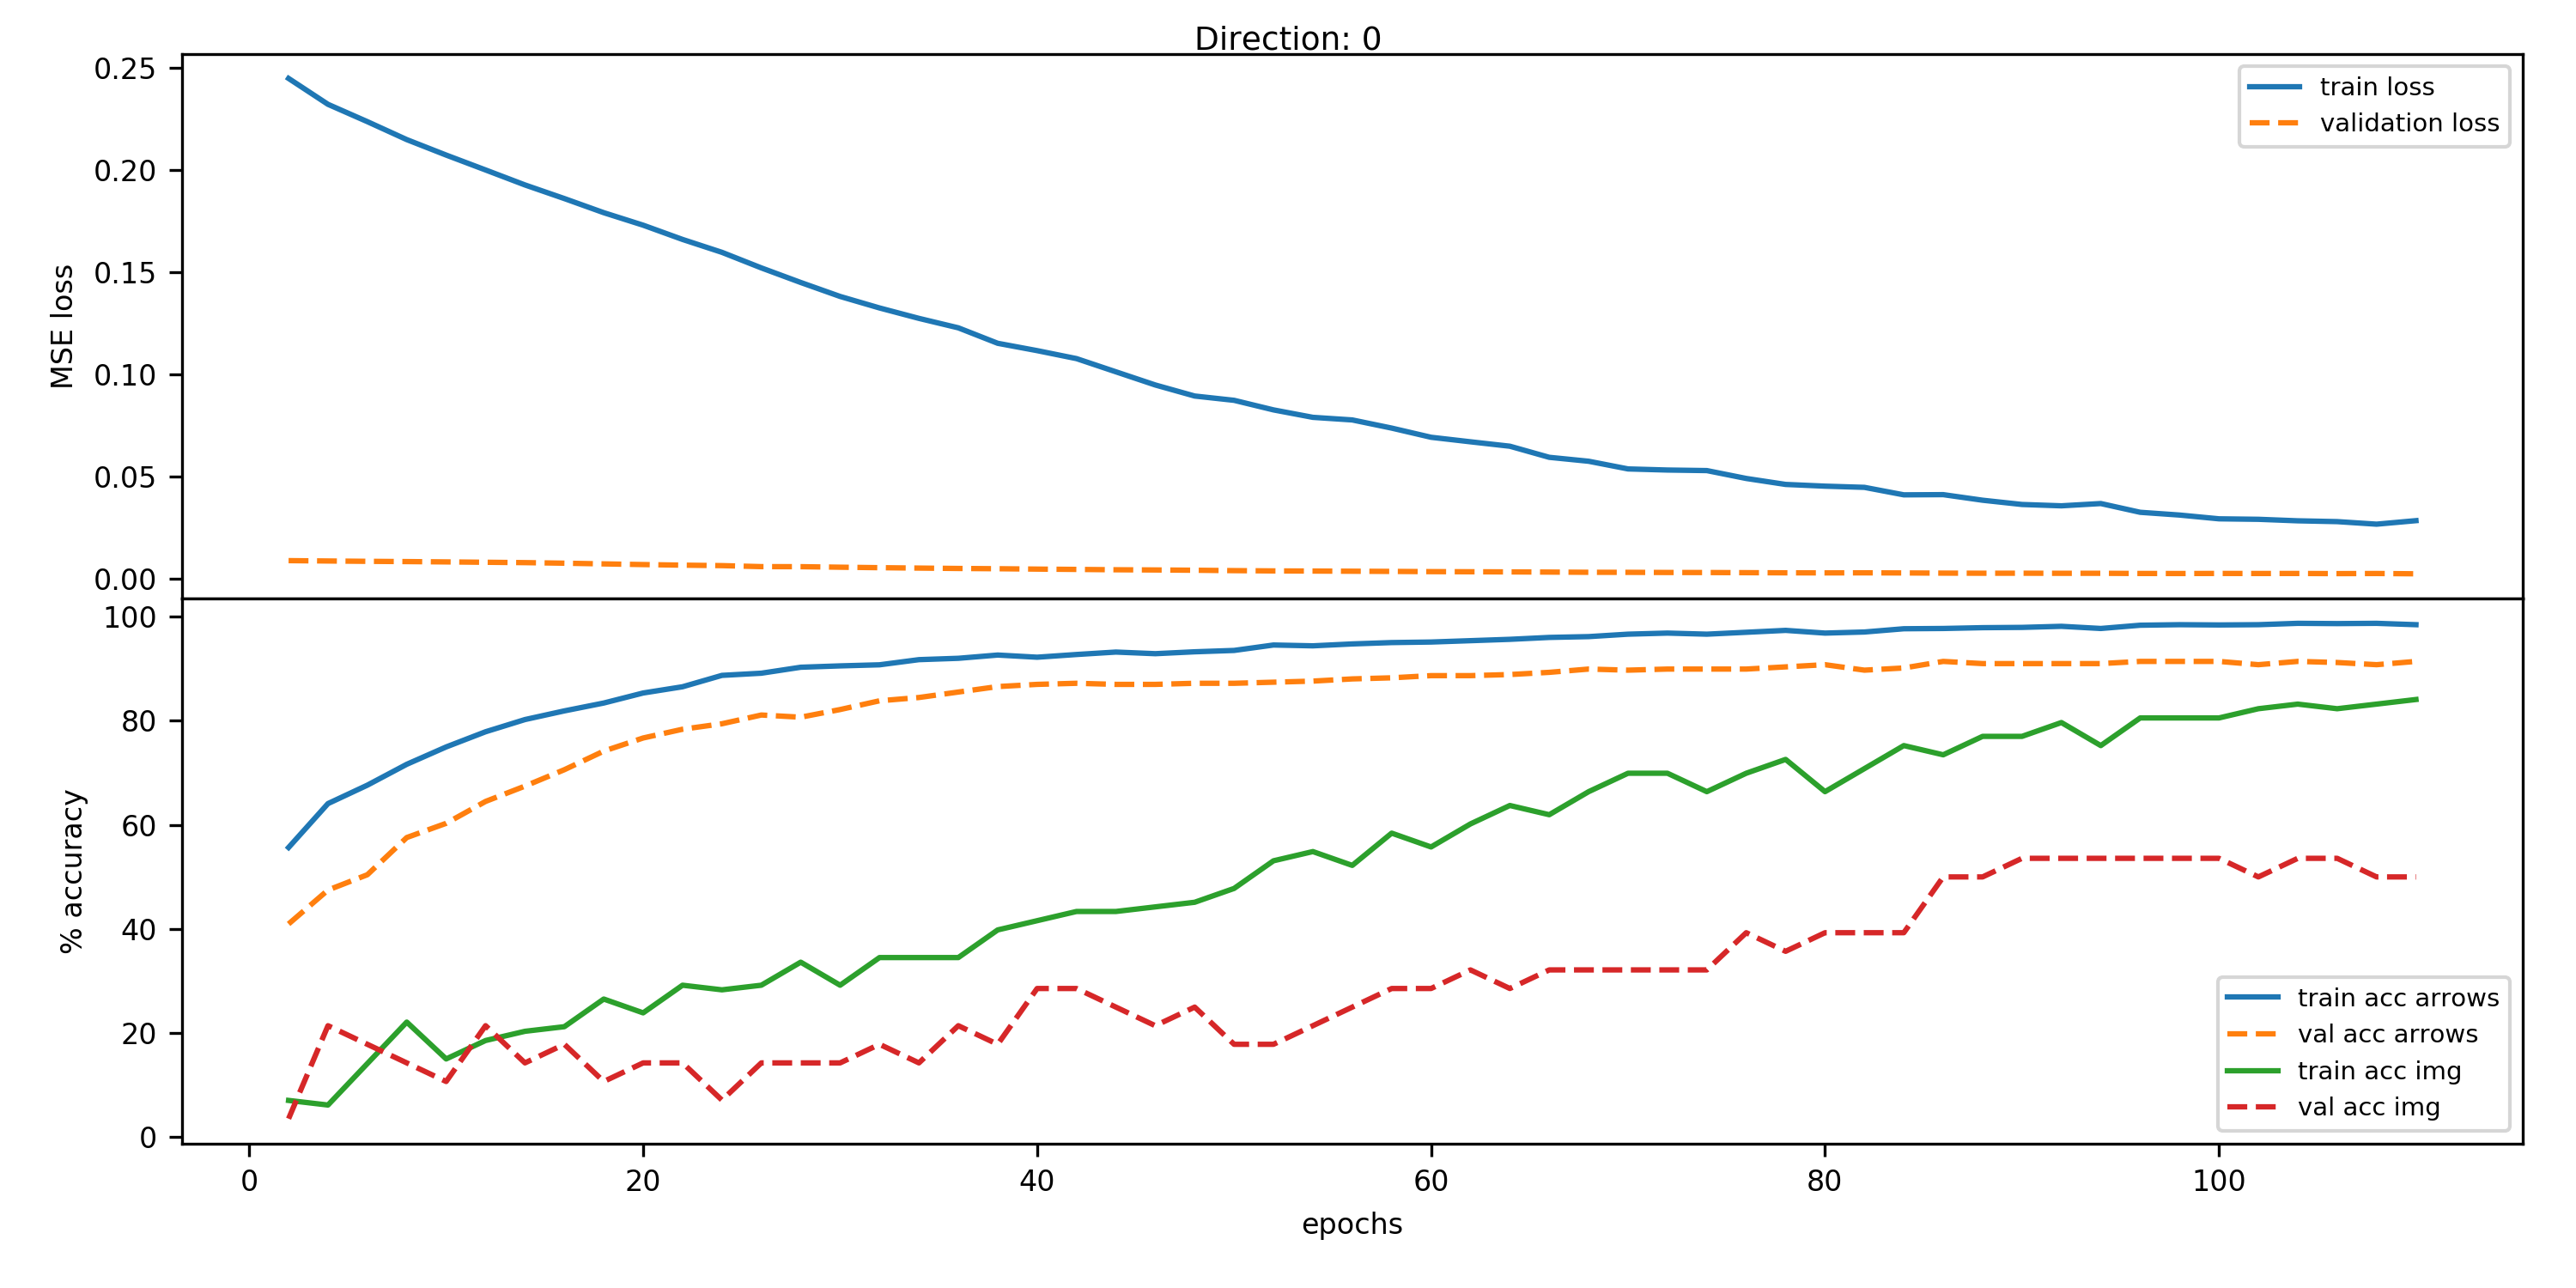 Direction: 0
0.25
0.20
0.15
0.10
0.05
0.00
MSE loss
train loss
validation loss
100
80
60
40
20
0
% accuracy
train acc arrows
val acc arrows
train acc img
val acc img
0 20 40 60 80 100
epochs